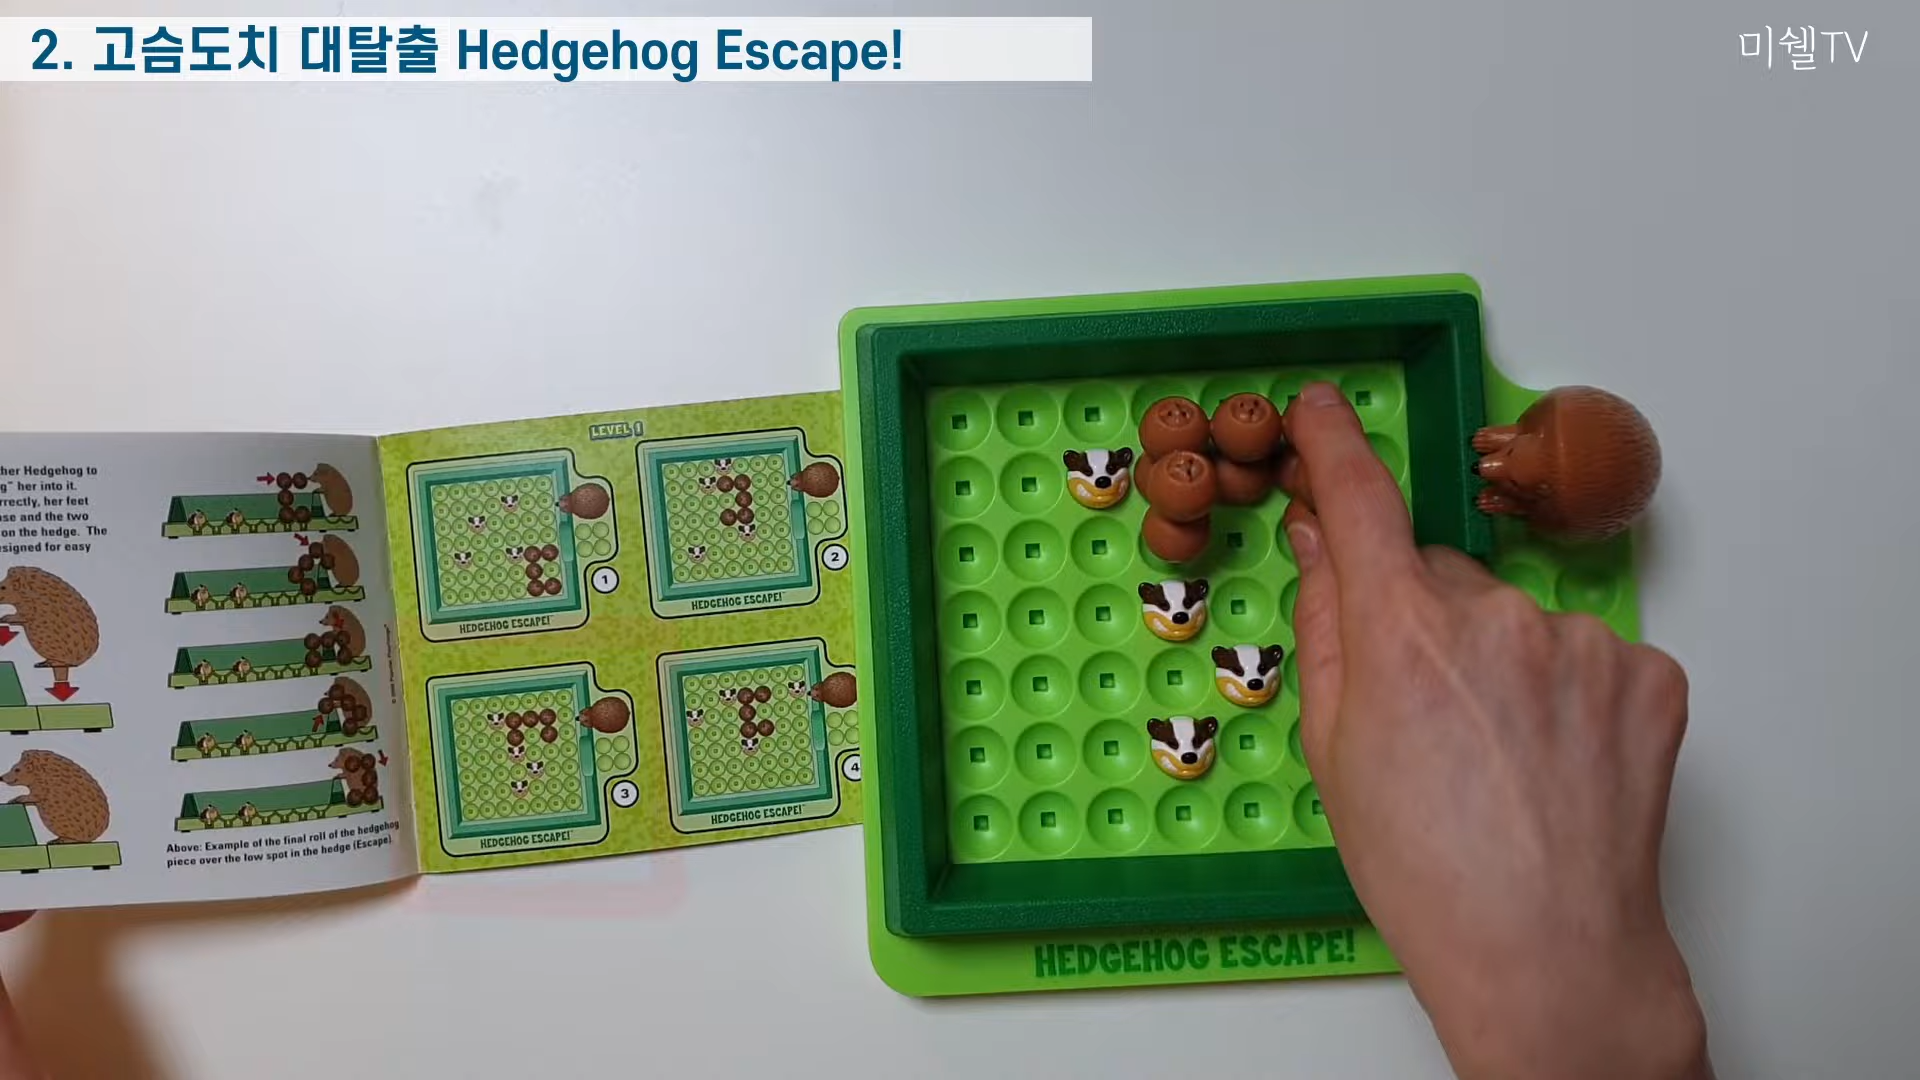 2. 고슴도치 대탈출 Hedgehog Escape!
미쉘TV
ther Hedgehog to
g" her into it.
rrectly, her feet
se and the two
on the hedge. The
signed for easy
Above: Example of the final roll of the hedgehog
piece over the low spot in the hedge (Escape).
LEVEL 1
HEDGEHOG ESCAPE!
1
HEDGEHOG ESCAPE!
2
HEDGEHOG ESCAPE!
3
HEDGEHOG ESCAPE!
4
HEDGEHOG ESCAPE!